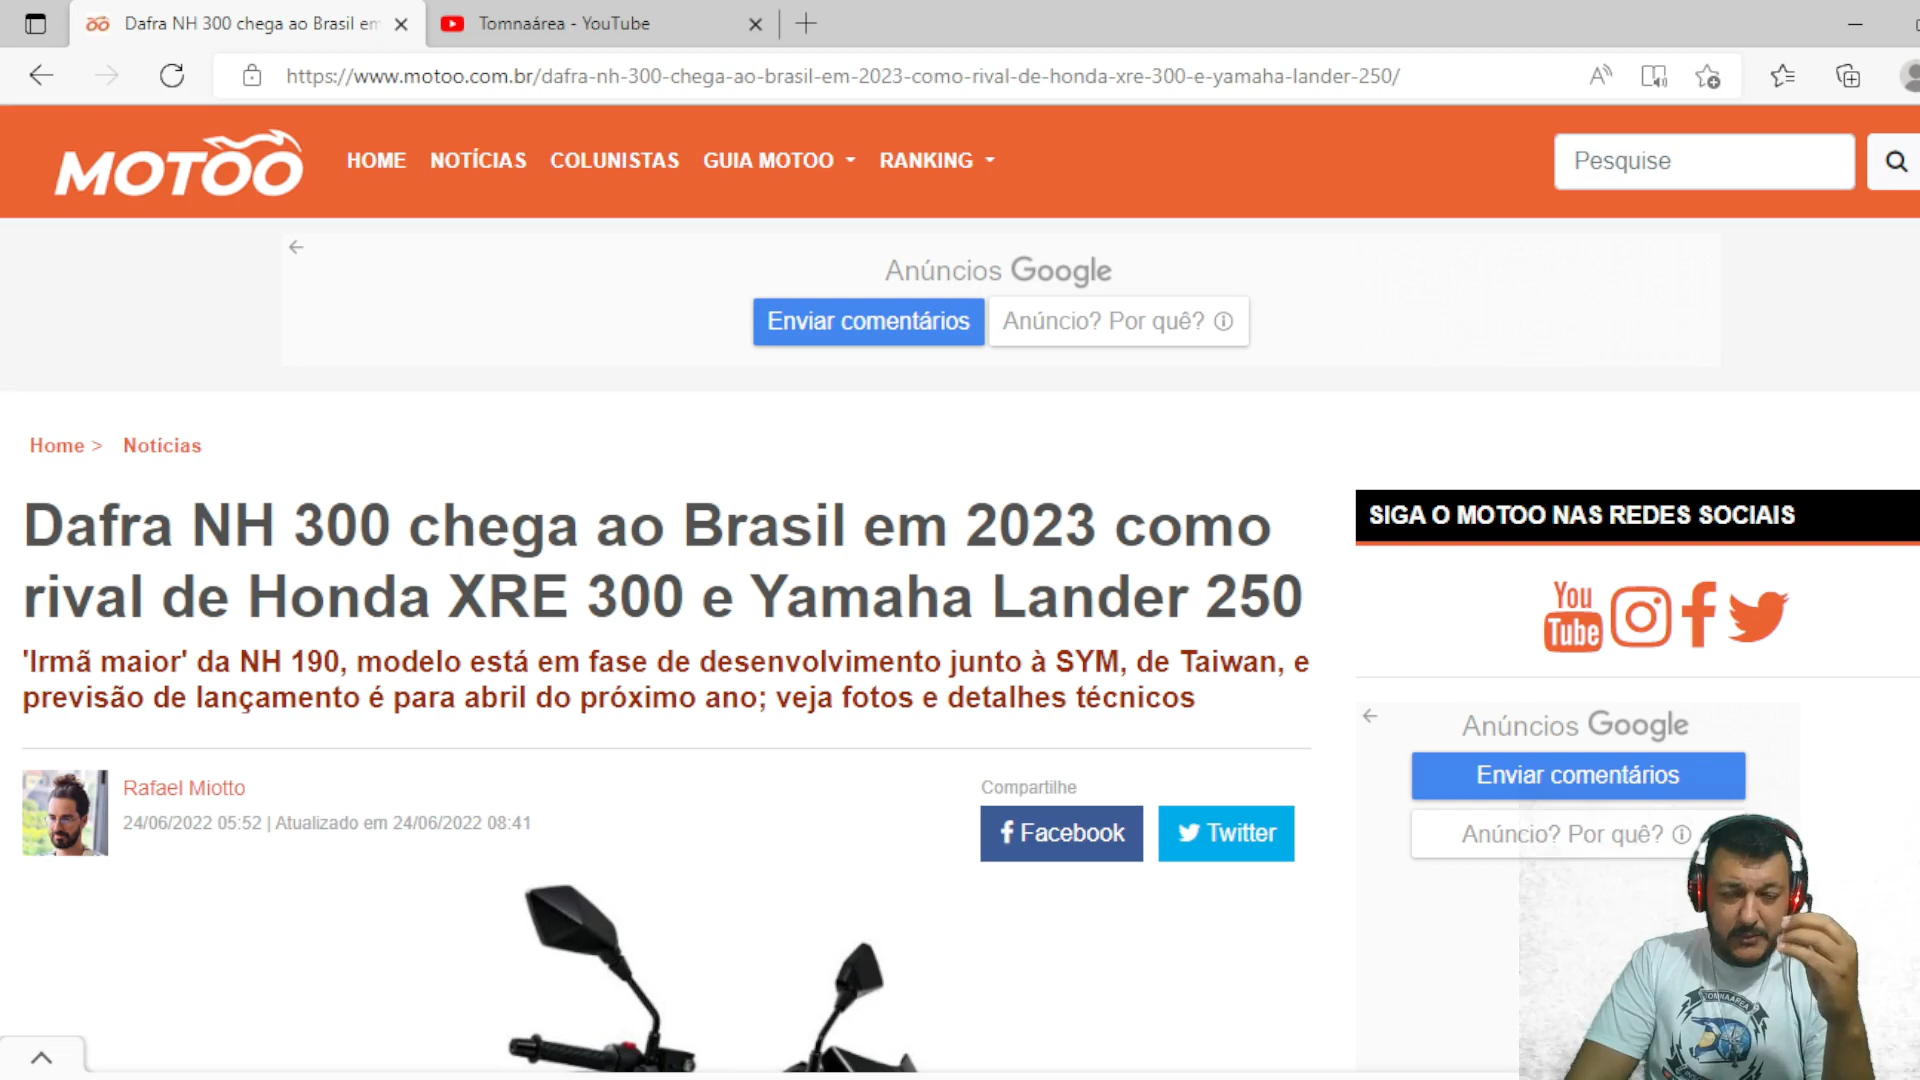 Dafra NH 300 chega ao Brasil em
Tomnaárea - YouTube
https://www.motoo.com.br/dafra-nh-300-chega-ao-brasil-em-2023-como-rival-de-honda-xre-300-e-yamaha-lander-250/
MOTOO
HOME NOTÍCIAS COLUNISTAS GUIA MOTOO RANKING
Pesquise
Anúncios Google
Enviar comentários
Anúncio? Por quê?
Home > Notícias
Dafra NH 300 chega ao Brasil em 2023 como
rival de Honda XRE 300 e Yamaha Lander 250
'Irmã maior' da NH 190, modelo está em fase de desenvolvimento junto à SYM, de Taiwan, e
previsão de lançamento é para abril do próximo ano; veja fotos e detalhes técnicos
Rafael Miotto
24/06/2022 05:52 | Atualizado em 24/06/2022 08:41
Compartilhe
Facebook
Twitter
SIGA O MOTOO NAS REDES SOCIAIS
You
Tube
Anúncios Google
Enviar comentários
Anúncio? Por quê?
TOMNAÁREA